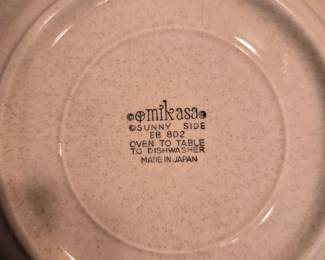 mikasa
© SUNNY SIDE
EB 802
OVEN TO TABLE
TO DISHWASHER
MADE IN JAPAN